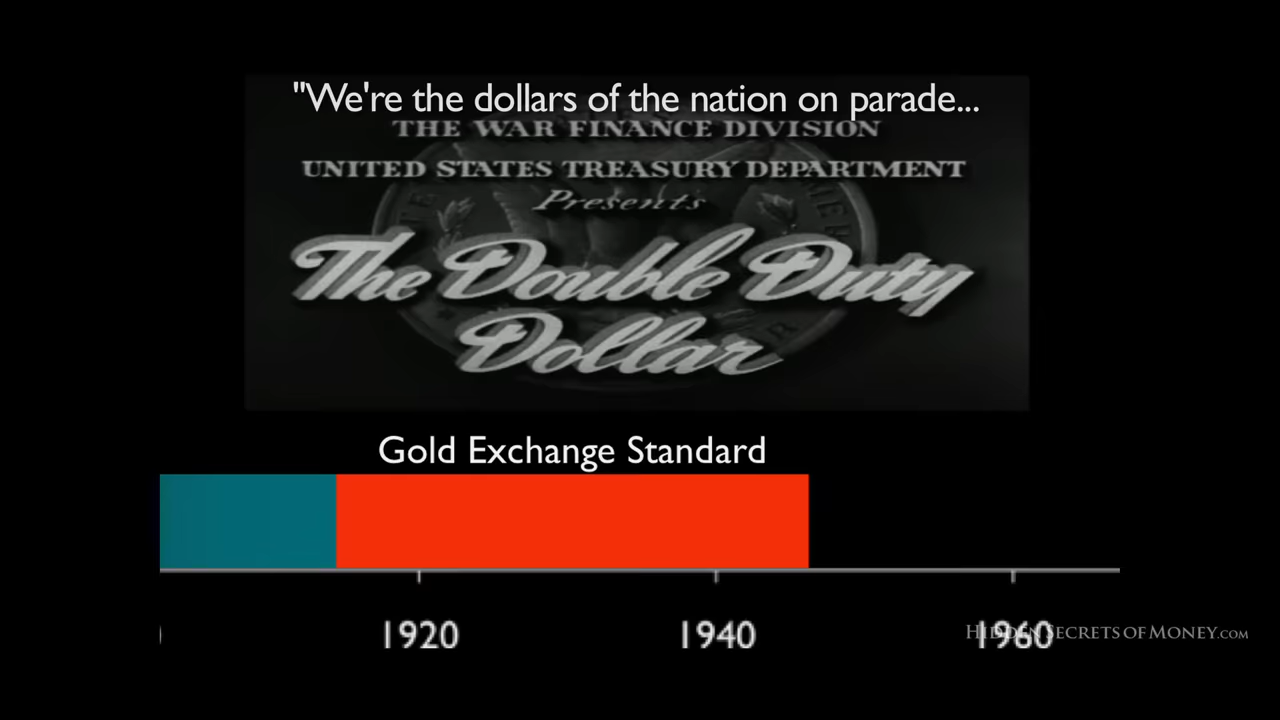 "We're the dollars of the nation on parade...
THE WAR FINANCE DIVISION
UNITED STATES TREASURY DEPARTMENT
Presents
The Double Duty
Dollar
Gold Exchange Standard
1920 1940 1960
HIDDEN SECRETS OF MONEY.COM